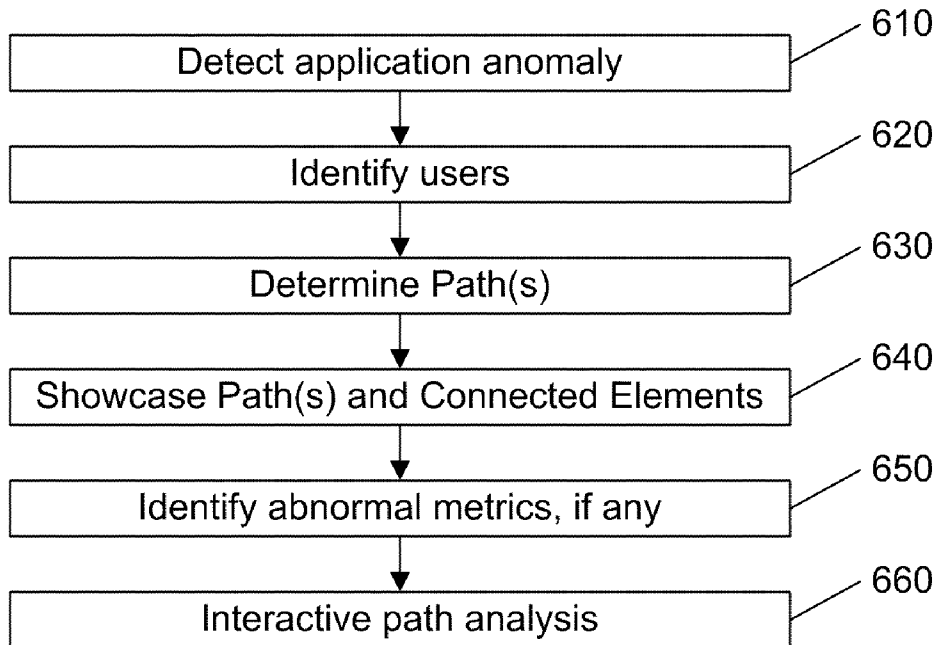 610
Detect application anomaly
620
Identify users
630
Determine Path(s)
640
Showcase Path(s) and Connected Elements
650
Identify abnormal metrics, if any
660
Interactive path analysis